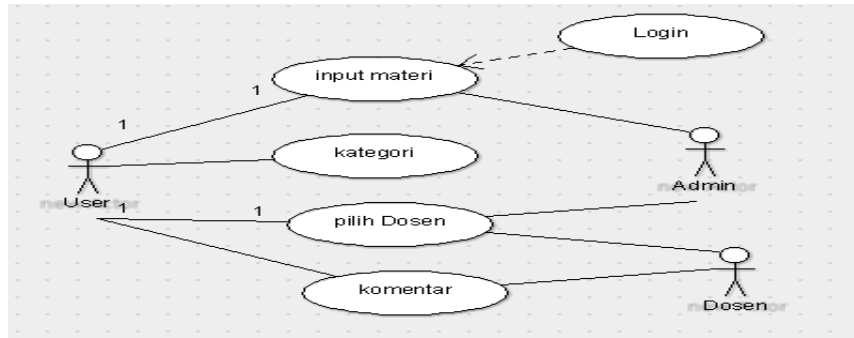 Login
input materi
1
1
kategori
User
Admin
1
1
pilih Dosen
komentar
Dosen